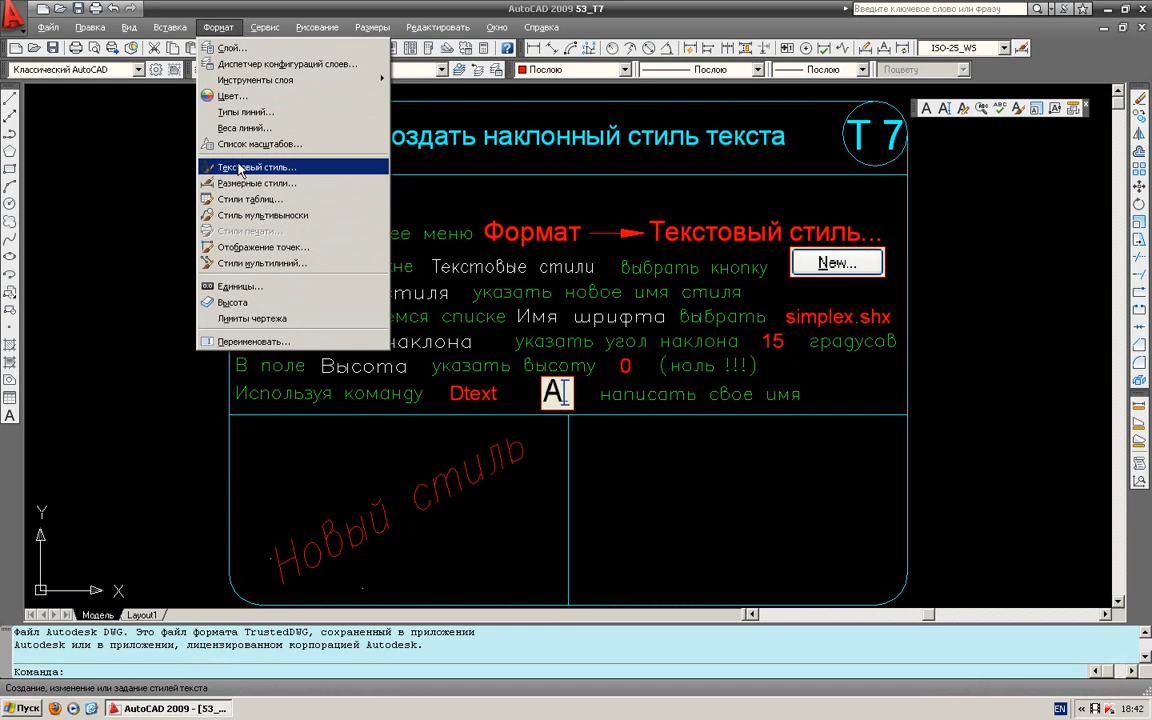 AutoCAD 2009 53_T7
Введите ключевое слово или фразу
Файл Правка Вид Вставка Формат Сервис Рисование Размеры Редактировать Окно Справка
ISO-25_WS
Классический AutoCAD
Послою
Послою
Послою
Поцвету
Слой...
Диспетчер конфигураций слоев...
Инструменты слоя
Цвет...
Типы линий...
Веса линий...
Список масштабов...
Текстовый стиль...
Размерные стили...
Стили таблиц...
Стиль мультивыноски
Стили печати...
Отображение точек...
Стили мультилиний...
Единицы...
Высота
Лимиты чертежа
Переименовать...
оздать наклонный стиль текста
T 7
ее меню Формат Текстовый стиль...
не Текстовые стили выбрать кнопку New...
стиля указать новое имя стиля
емся списке Имя шрифта выбрать simplex.shx
наклона указать угол наклона 15 градусов
В поле Высота указать высоту 0 (ноль !!!)
Используя команду Dtext A написать свое имя
Новый стиль
Y
X
Модель Layout1
Файл Autodesk DWG. Это файл формата TrustedDWG, сохраненный в приложении
Autodesk или в приложении, лицензированном корпорацией Autodesk.
Команда:
Создание, изменение или задание стилей текста
Пуск AutoCAD 2009 - [53_... EN 18:42